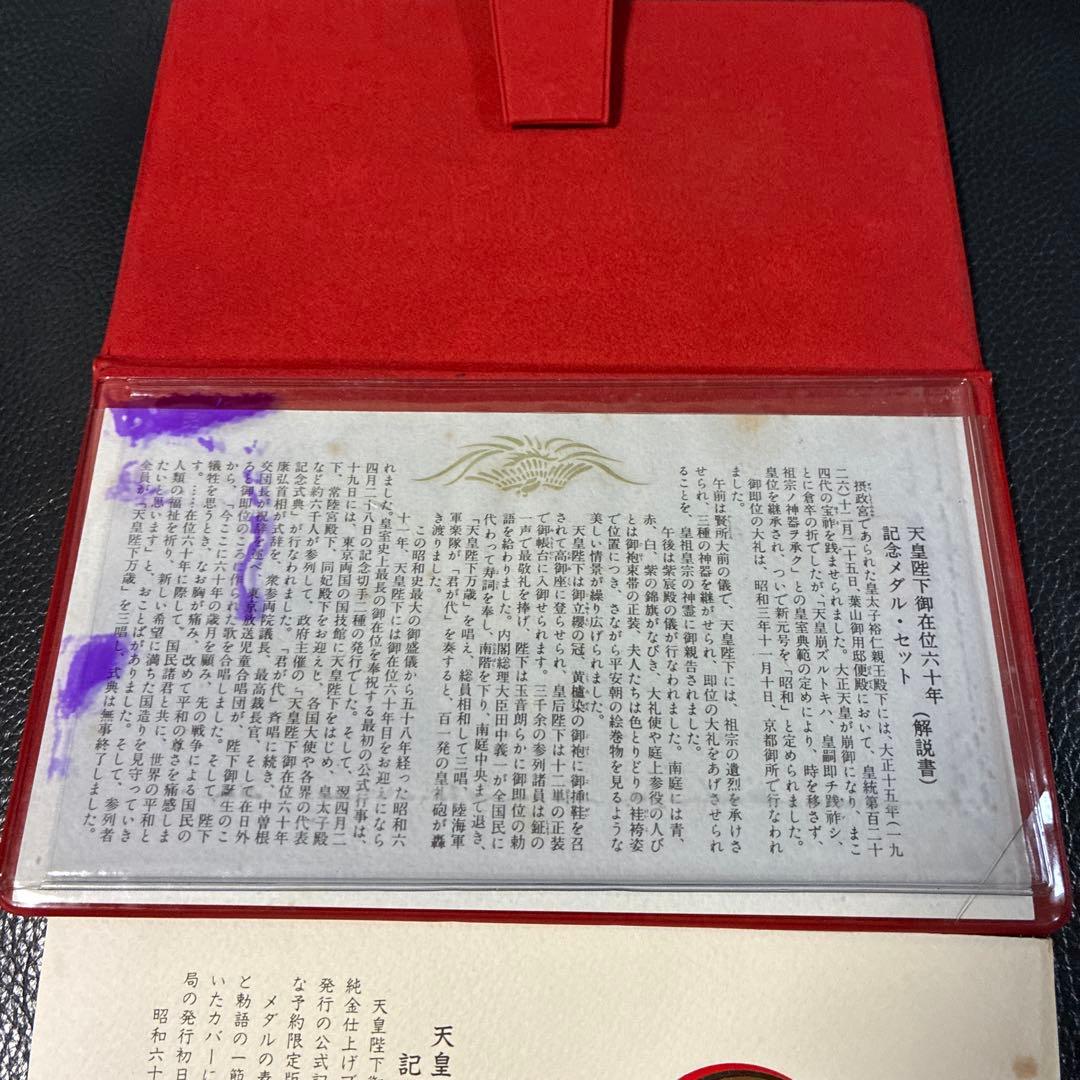 天皇陛下御在位六十年
記念メダル・セット
（解説書）
摂政宮であられた皇太子裕仁親王殿下には、大正十五年（一九
二六）十二月二十五日、葉山御用邸便殿において、皇統第百二十
四代の宝祚を践ませられました。大正天皇が崩御になり、まこ
とに倉卒の折でしたが、「天皇崩ズルトキハ、皇嗣即チ践祚シ、
祖宗ノ神器ヲ承ク」との皇室典範の定めにより、時を移さず、
皇位を継承され、ついで新元号を「昭和」と定められました。
御即位の大礼は、昭和三年十一月十日、京都御所で行なわれ
ました。
午前は賢所大前の儀で、天皇陛下には、祖宗の遺烈を承けさ
せられ、三種の神器を継がせられ、即位の大礼をあげさせられ
ることを、皇祖皇宗の神霊に御親告されました。
午後は紫宸殿の儀が行なわれました。南庭には青、
赤、白、紫の錦旗がなびき、大礼使や庭上参役の人び
とは御袍束帯の正装、夫人たちは色とりどりの袿袴姿
で位置につき、さながら平安朝の絵巻物を見るような
美しい情景が繰り広げられました。
天皇陛下は御立纓の冠、黄櫨染の御袍に御挿鞋を召
されて高御座に登らせられ、皇后陛下は十二単の正装
で御帳台に入御せられます。三千余の参列諸員は鉦の
一声で最敬礼を捧げ、陛下は玉音朗らかに御即位の勅
語を給わりました。内閣総理大臣田中義一が全国民に
代わって寿詞を奉し、南階を下り、南庭中央まで退き、
「天皇陛下万歳」を唱え、総員相和して三唱、陸海軍
軍楽隊が「君が代」を奏すると、百一発の皇礼砲が轟
き渡りました。
この昭和史最大の御盛儀から五十八年経った昭和六
十一年、天皇陛下には御在位六十年目をお迎えになら
れました。皇室史上最長の御在位を奉祝する最初の公式行事は、
四月二十八日の記念切手二種の発行でした。そして、翌四月二
十九日には、東京両国の国技館に天皇陛下をはじめ、皇太子殿
下、常陸宮殿下、同妃殿下をお迎えし、各国大使や各界の代表
など約六千人が参列して、政府主催の「天皇陛下御在位六十年
記念式典」が行なわれました。「君が代」斉唱に続き、中曽根
康弘首相が式辞を、衆参両院議長、最高裁長官、そして在日外
交団長が祝辞を述べ、東京放送児童合唱団が、陛下御誕生のこ
ろと御即位のころに作られた歌を合唱しました。そして、陛下
から、「今ここに六十年の歳月を顧み、先の戦争による国民の
犠牲を思うとき、なお胸が痛み、改めて平和の尊さを痛感しま
す。……在位六十年に際して、国民諸君と共に、世界の平和と
人類の福祉を祈り、新しい希望に満ちた国造りを見守っていき
たいと思います」と、おことばがありました。そして、参列者
全員が「天皇陛下万歳」を三唱し、式典は無事終了しました。
天皇
記
天皇陛下御
純金仕上げプ
発行の公式記
な予約限定版
メダルの表
と勅語の一節
いたカバーに
局の発行初日
昭和六十